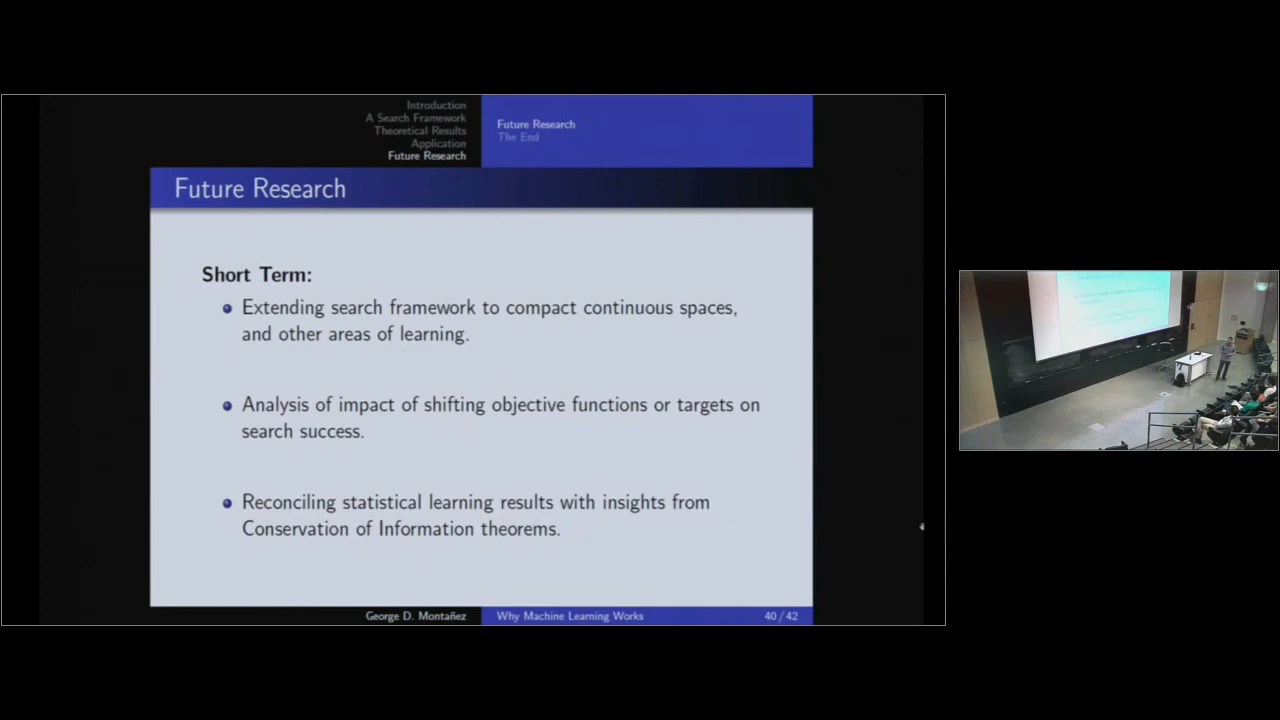 Introduction
A Search Framework
Theoretical Results
Application
Future Research
Future Research
The End
Future Research
Short Term:
Extending search framework to compact continuous spaces,
and other areas of learning.
Analysis of impact of shifting objective functions or targets on
search success.
Reconciling statistical learning results with insights from
Conservation of Information theorems.
George D. Montañez
Why Machine Learning Works
40 / 42